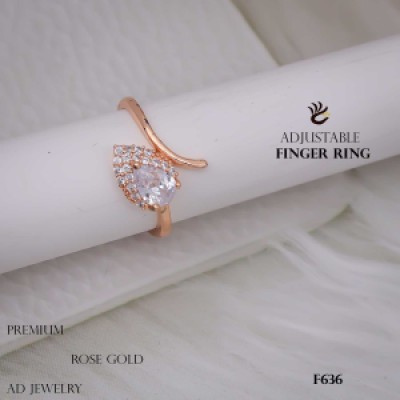 ADJUSTABLE
FINGER RING
PREMIUM
ROSE GOLD
AD JEWELRY
F636